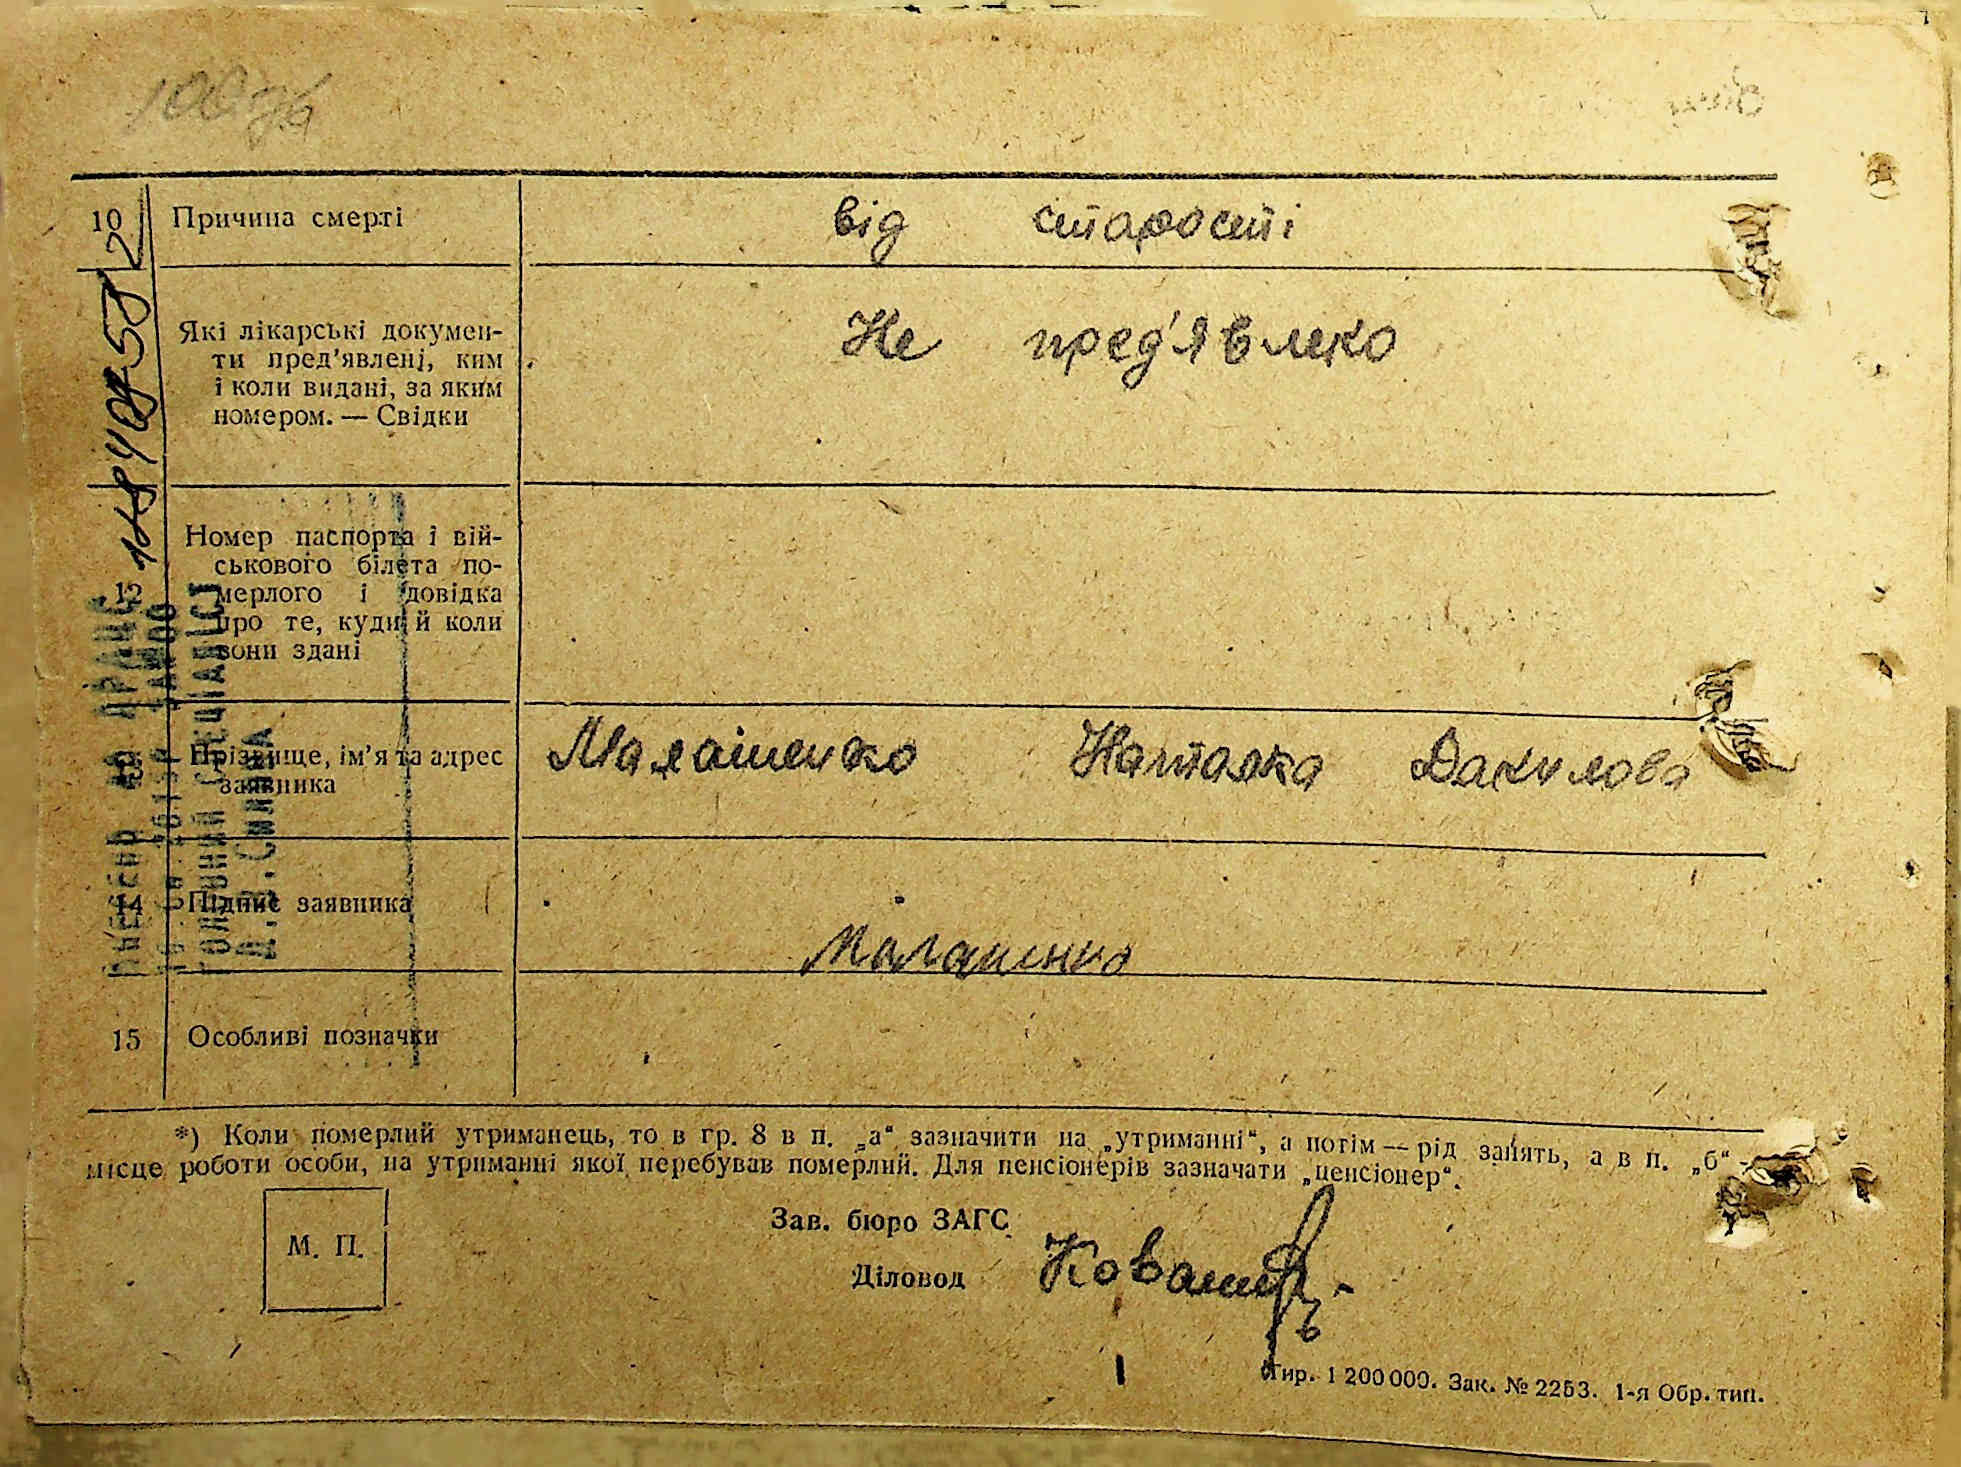 10 Причина смерті від старості
Які лікарські докумен-
ти пред'явлені, ким
і коли видані, за яким
номером. — Свідки
Не пред'явлено
12 Номер паспорта і вій-
ськового білета по-
мерлого і довідка
про те, куди й коли
вони здані
13 Прізвище, ім'я та адрес
заявника
Малашенко Наталка Данилова
14 Підпис заявника
Малашенко
15 Особливі позначки
*) Коли померлий утриманець, то в гр. 8 в п. „а“ зазначити на „утриманні“, а потім — рід занять, а в п. „б“ -
місце роботи особи, на утриманні якої перебував померлий. Для пенсіонерів зазначати „пенсіонер“.
М. П.
Зав. бюро ЗАГС
Діловод
Тир. 1 200 000. Зак. № 2253. 1-я Обр. тип.